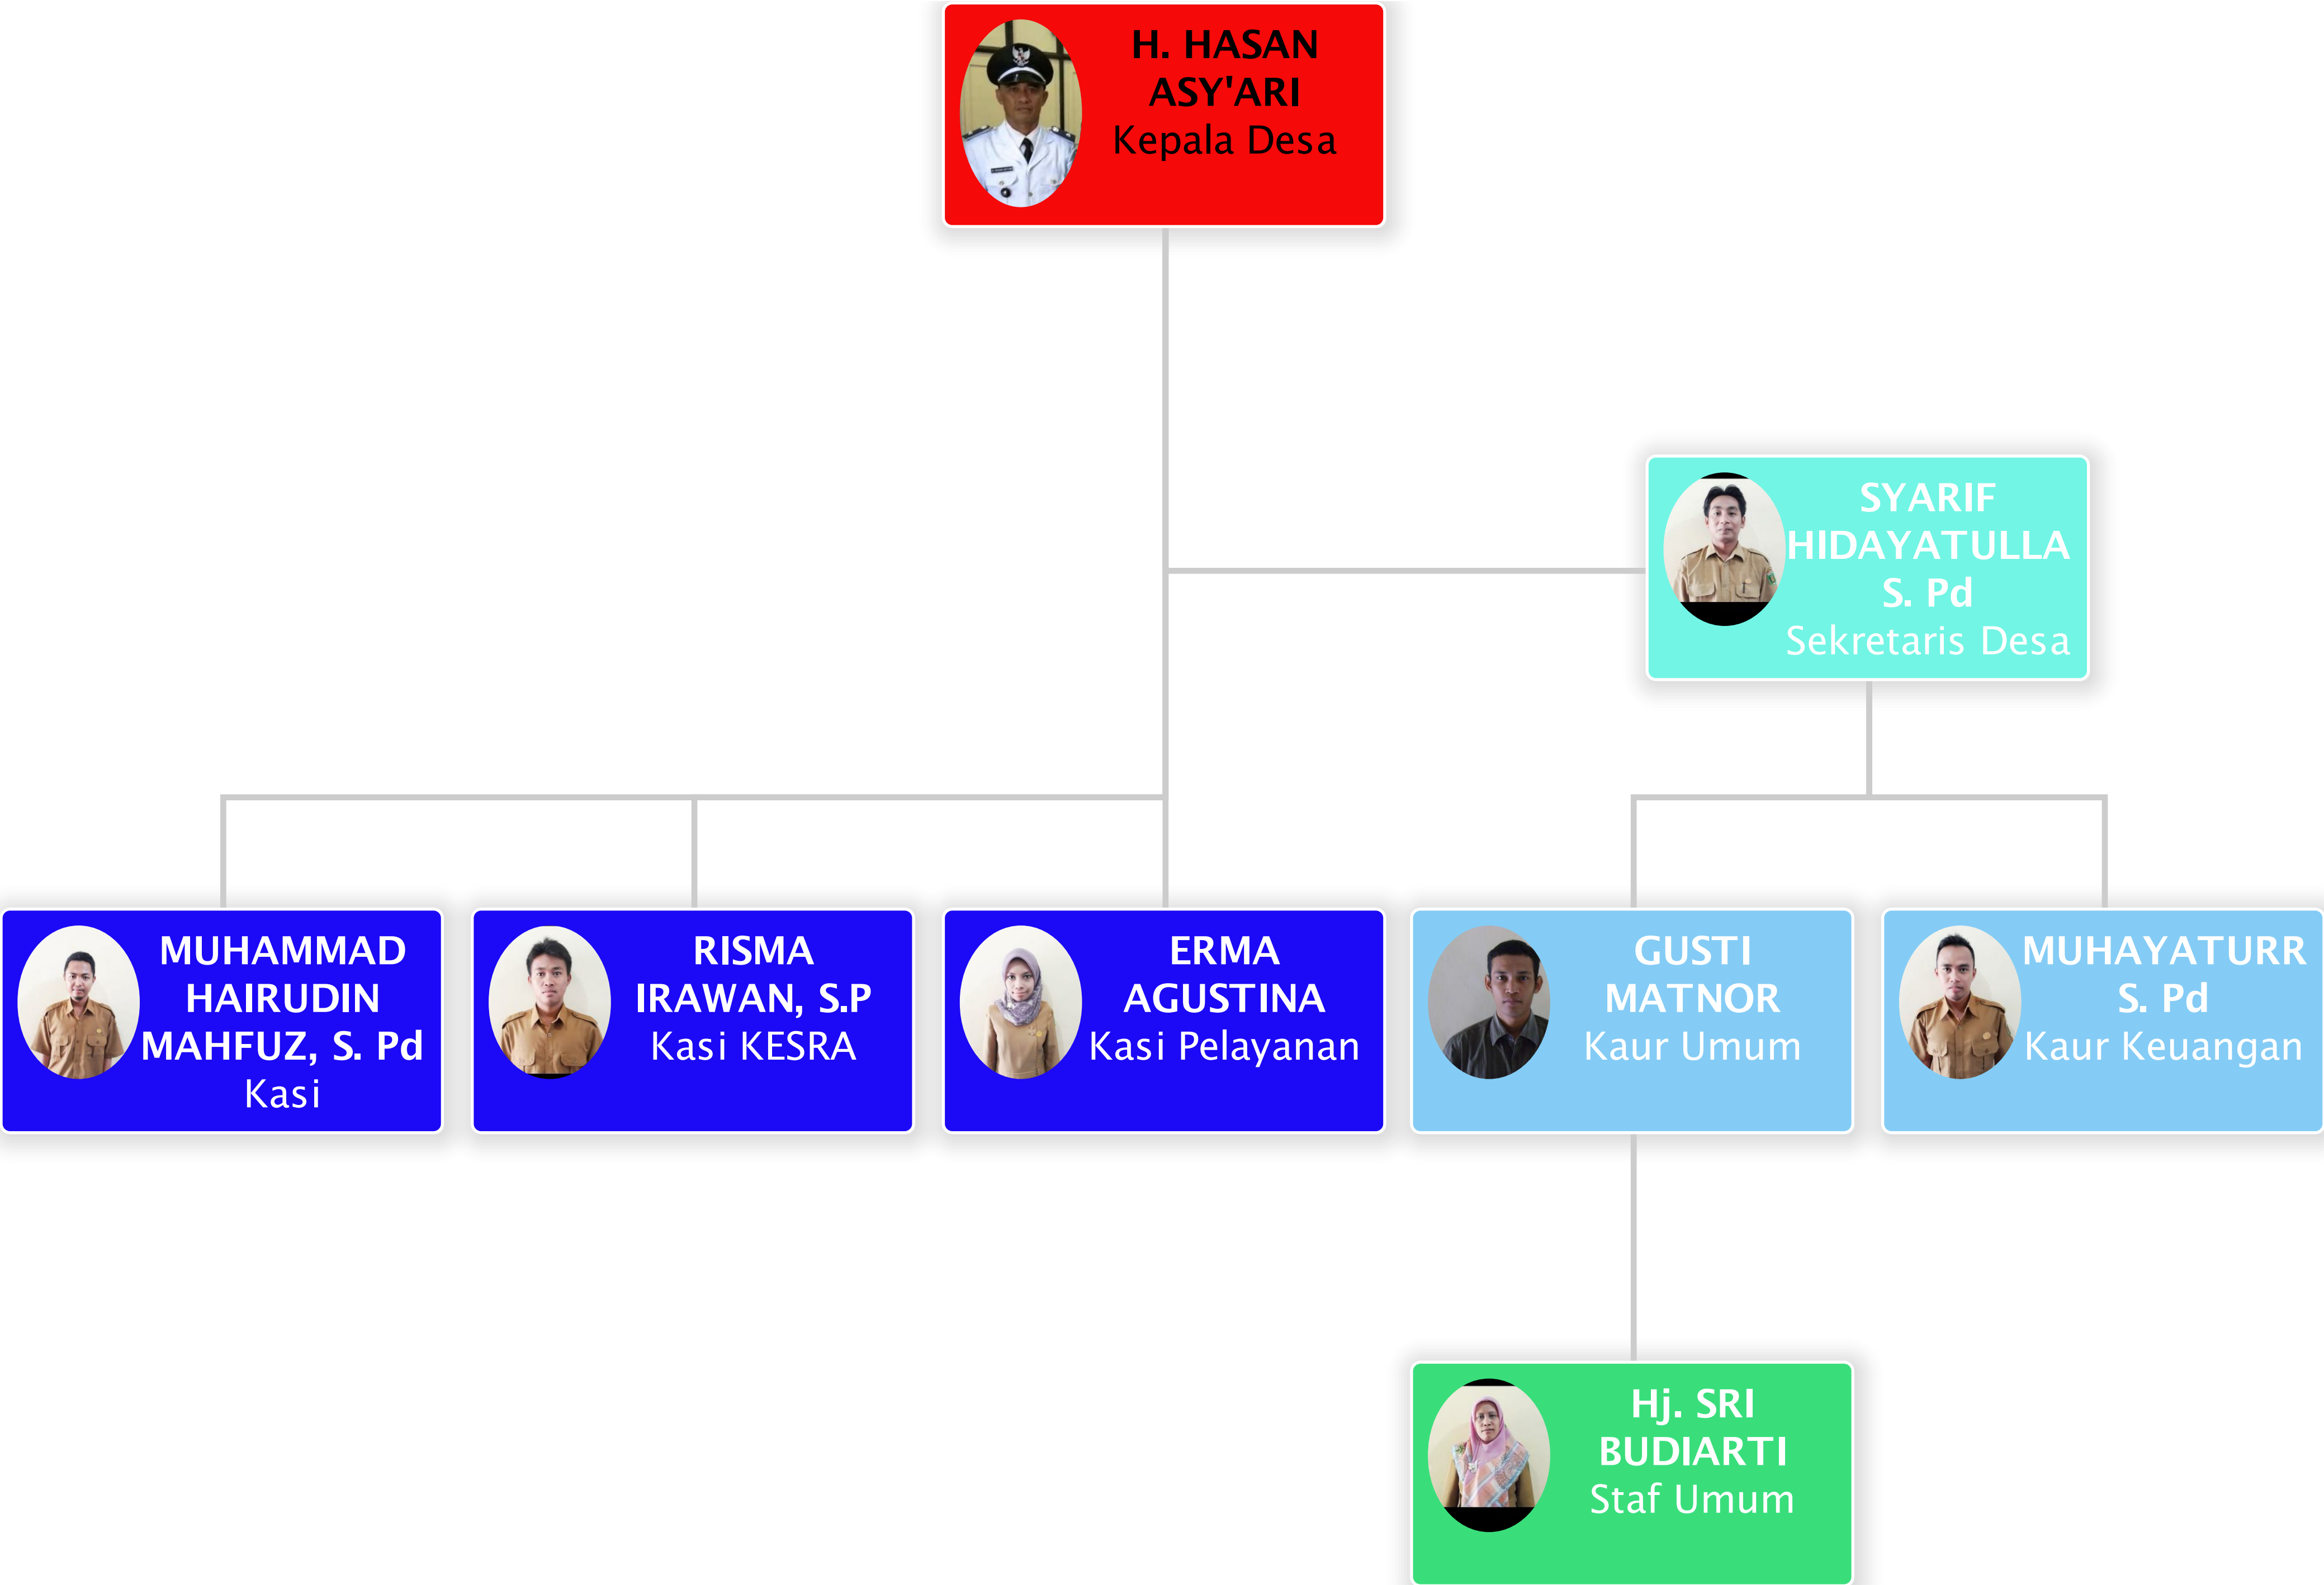 H. HASAN
ASY'ARI
Kepala Desa
SYARIF
HIDAYATULLA
S. Pd
Sekretaris Desa
MUHAMMAD
HAIRUDIN
MAHFUZ, S. Pd
Kasi
RISMA
IRAWAN, S.P
Kasi KESRA
ERMA
AGUSTINA
Kasi Pelayanan
GUSTI
MATNOR
Kaur Umum
MUHAYATURR
S. Pd
Kaur Keuangan
Hj. SRI
BUDIARTI
Staf Umum